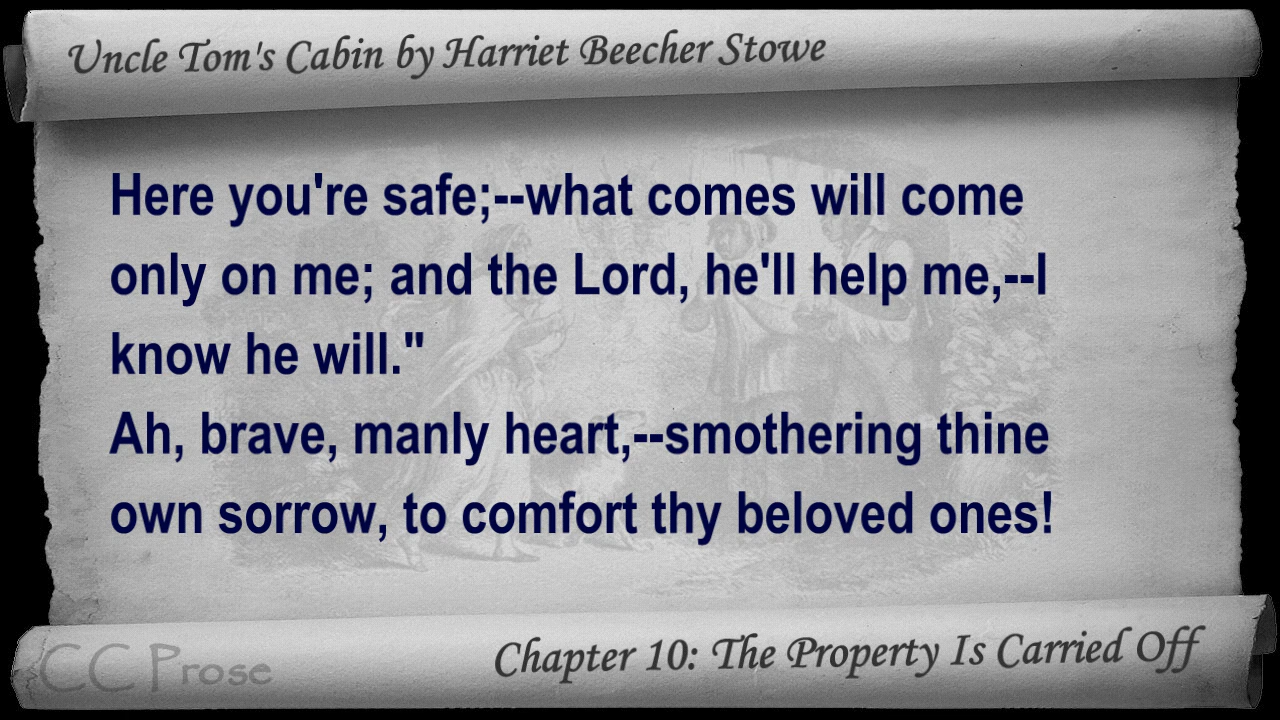 Uncle Tom's Cabin by Harriet Beecher Stowe
Here you're safe;--what comes will come
only on me; and the Lord, he'll help me,--I
know he will."
Ah, brave, manly heart,--smothering thine
own sorrow, to comfort thy beloved ones!
Chapter 10: The Property Is Carried Off
CC Prose